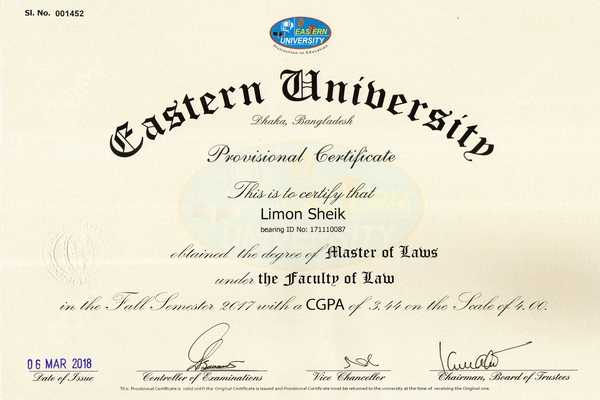 Sl. No. 001452
EASTERN
UNIVERSITY
Eastern University
Dhaka, Bangladesh
Provisional Certificate
This is to certify that
Limon Sheik
bearing ID No: 171110087
obtained the degree of Master of Laws
under the Faculty of Law
in the Fall Semester 2017 with a CGPA of 3.44 on the Scale of 4.00.
06 MAR 2018
Date of Issue
Controller of Examinations
Vice Chancellor
Chairman, Board of Trustees
This Provisional Certificate is valid until the Original Certificate is issued and Provisional Certificate must be returned to the university at the time of receiving the Original one.